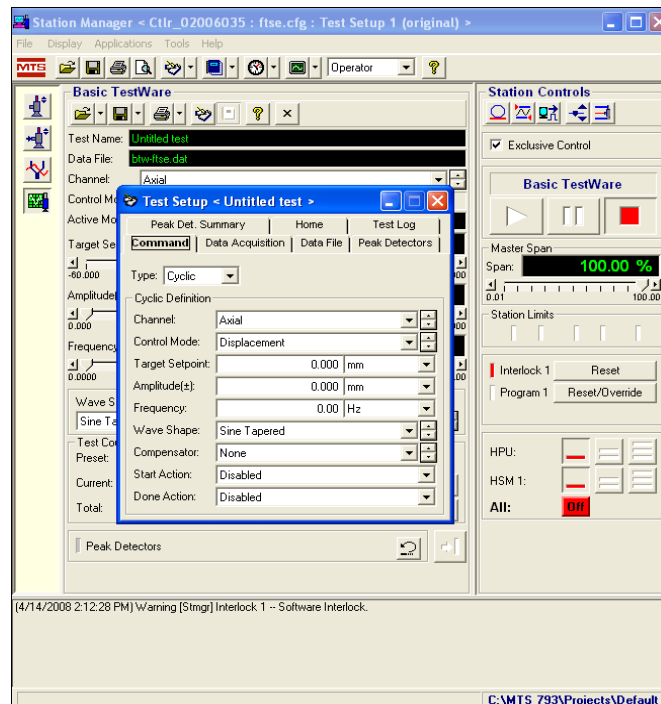 Station Manager < Ctlr_02006035 : ftse.cfg : Test Setup 1 (original) >
File Display Applications Tools Help
MTS
Operator
Basic TestWare
Test Name: Untitled test
Data File: btw-ftse.dat
Channel: Axial
Control Mo
Active Mo
Target Se
-60.000
00
Amplitude(
0.000
00
Frequency
0.0000
00
Wave S
Sine Ta
Test Cou
Preset:
Current:
Total:
Peak Detectors
Test Setup < Untitled test >
Peak Det. Summary Home Test Log
Command Data Acquisition Data File Peak Detectors
Type: Cyclic
Cyclic Definition
Channel: Axial
Control Mode: Displacement
Target Setpoint: 0.000 mm
Amplitude(±): 0.000 mm
Frequency: 0.00 Hz
Wave Shape: Sine Tapered
Compensator: None
Start Action: Disabled
Done Action: Disabled
Station Controls
Exclusive Control
Basic TestWare
Master Span
Span: 100.00 %
0.01 100.00
Station Limits
Interlock 1 Reset
Program 1 Reset/Override
HPU:
HSM 1:
All: Off
(4/14/2008 2:12:28 PM) Warning [Stmgr] Interlock 1 -- Software Interlock.
C:\MTS 793\Projects\Default